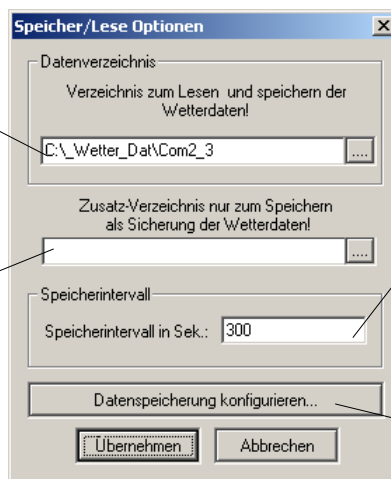 Speicher/Lese Optionen
Datenverzeichnis
Verzeichnis zum Lesen und speichern der
Wetterdaten!
C:\_Wetter_Dat\Com2_3
....
Zusatz-Verzeichnis nur zum Speichern
als Sicherung der Wetterdaten!
....
Speicherintervall
Speicherintervall in Sek.: 300
Datenspeicherung konfigurieren...
Übernehmen Abbrechen